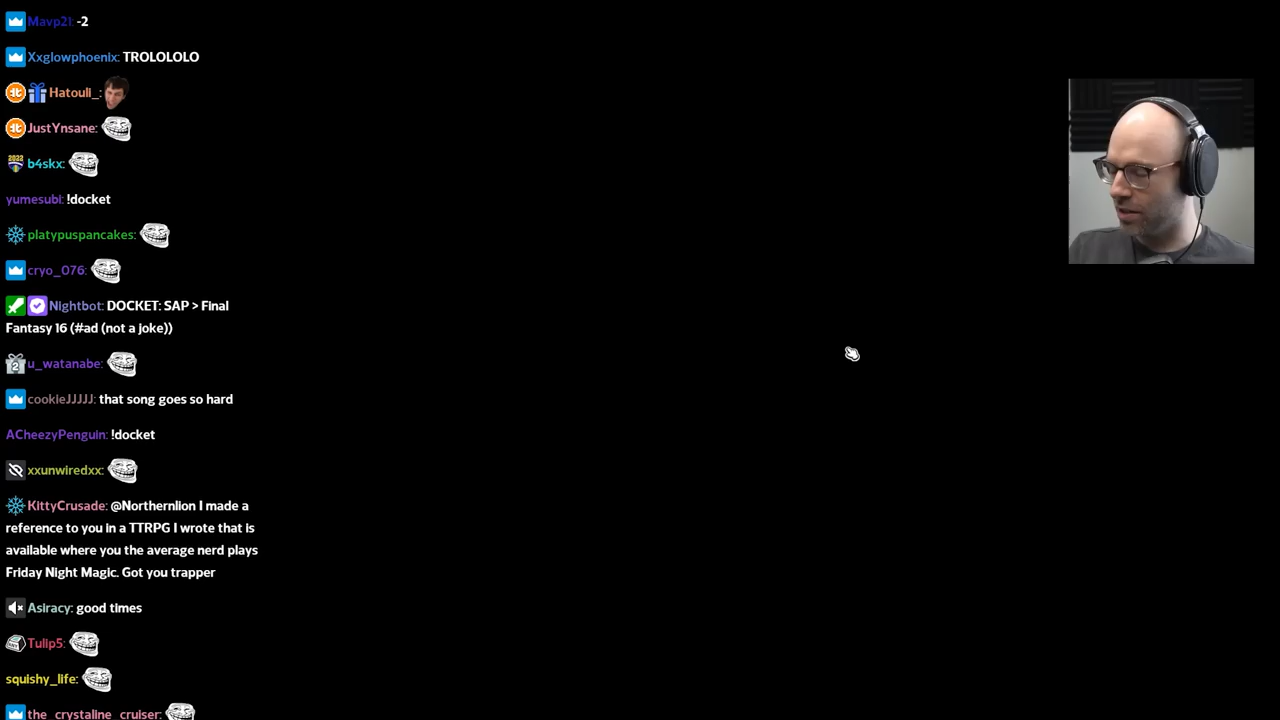 Mavp21: -2
Xxglowphoenix: TROLOLOLO
Hatouli_:
JustYnsane:
b4skx:
yumesubi: !docket
platypuspancakes:
cryo_076:
Nightbot: DOCKET: SAP > Final
Fantasy 16 (#ad (not a joke))
u_watanabe:
cookieJJJJJ: that song goes so hard
ACheezyPenguin: !docket
xxunwiredxx:
KittyCrusade: @Northernlion I made a
reference to you in a TTRPG I wrote that is
available where you the average nerd plays
Friday Night Magic. Got you trapper
Asiracy: good times
Tulip5:
squishy_life:
the_crystaline_cruiser: